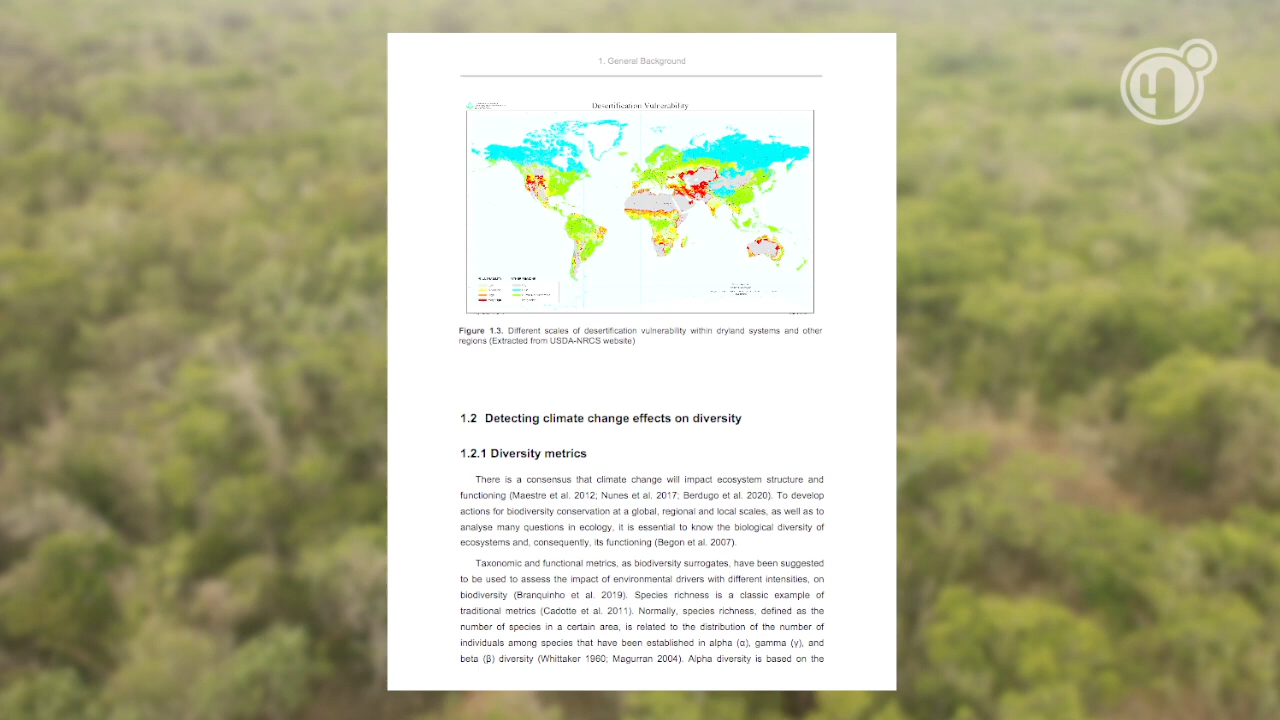 1. General Background
Desertification Vulnerability
Figure 1.3. Different scales of desertification vulnerability within dryland systems and other
regions (Extracted from USDA-NRCS website)
1.2 Detecting climate change effects on diversity
1.2.1 Diversity metrics
There is a consensus that climate change will impact ecosystem structure and
functioning (Maestre et al. 2012; Nunes et al. 2017; Berdugo et al. 2020). To develop
actions for biodiversity conservation at a global, regional and local scales, as well as to
analyse many questions in ecology, it is essential to know the biological diversity of
ecosystems and, consequently, its functioning (Begon et al. 2007).
Taxonomic and functional metrics, as biodiversity surrogates, have been suggested
to be used to assess the impact of environmental drivers with different intensities, on
biodiversity (Branquinho et al. 2019). Species richness is a classic example of
traditional metrics (Cadotte et al. 2011). Normally, species richness, defined as the
number of species in a certain area, is related to the distribution of the number of
individuals among species that have been established in alpha (α), gamma (γ), and
beta (β) diversity (Whittaker 1960; Magurran 2004). Alpha diversity is based on the